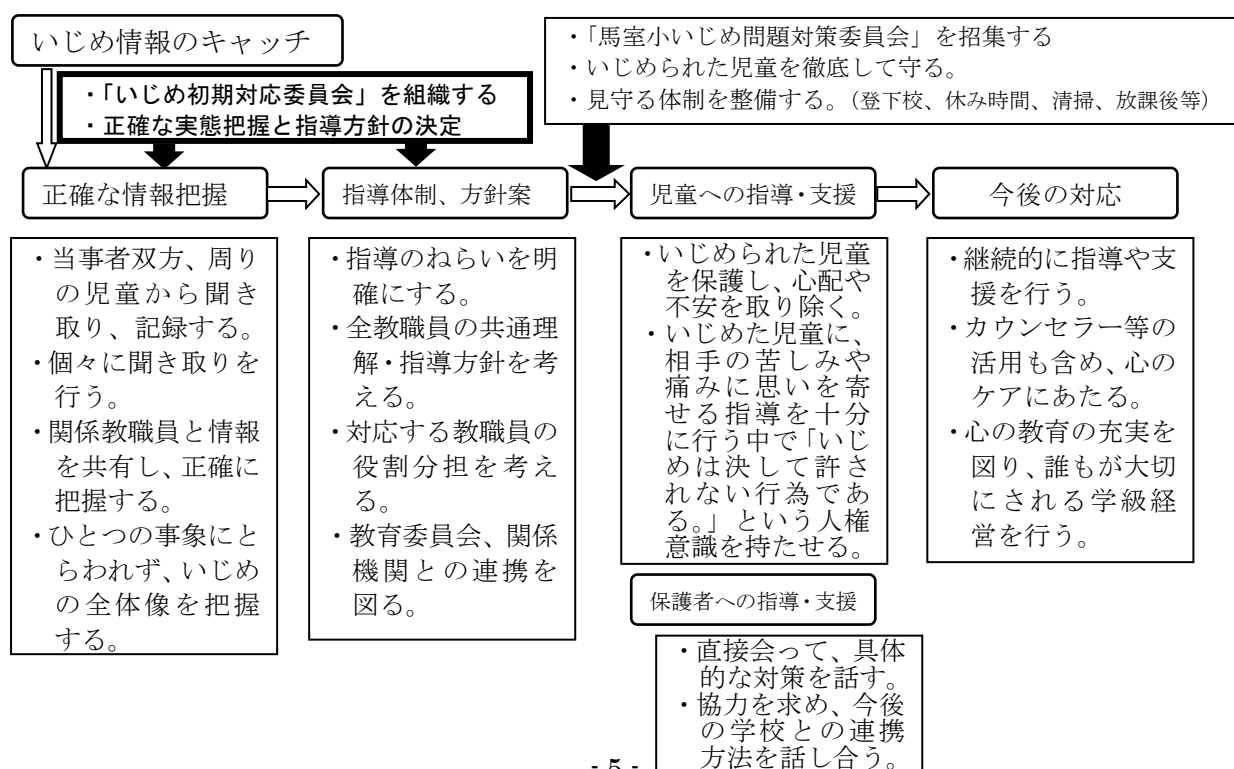 いじめ情報のキャッチ
・「いじめ初期対応委員会」を組織する
・正確な実態把握と指導方針の決定
・「馬室小いじめ問題対策委員会」を招集する
・いじめられた児童を徹底して守る。
・見守る体制を整備する。（登下校、休み時間、清掃、放課後等）
正確な情報把握
指導体制、方針案
児童への指導・支援
今後の対応
・当事者双方、周り
の児童から聞き
取り、記録する。
・個々に聞き取りを
行う。
・関係教職員と情報
を共有し、正確に
把握する。
・ひとつの事象にと
らわれず、いじめ
の全体像を把握
する。
・指導のねらいを明
確にする。
・全教職員の共通理
解・指導方針を考
える。
・対応する教職員の
役割分担を考え
る。
・教育委員会、関係
機関との連携を
図る。
・いじめられた児童
を保護し、心配や
不安を取り除く。
・いじめた児童に、
相手の苦しみや
痛みに思いを寄
せる指導を十分
に行う中で「いじ
めは決して許さ
れない行為であ
る。」という人権
意識を持たせる。
・継続的に指導や支
援を行う。
・カウンセラー等の
活用も含め、心の
ケアにあたる。
・心の教育の充実を
図り、誰もが大切
にされる学級経
営を行う。
保護者への指導・支援
・直接会って、具体
的な対策を話す。
・協力を求め、今後
の学校との連携
方法を話し合う。
- 5 -